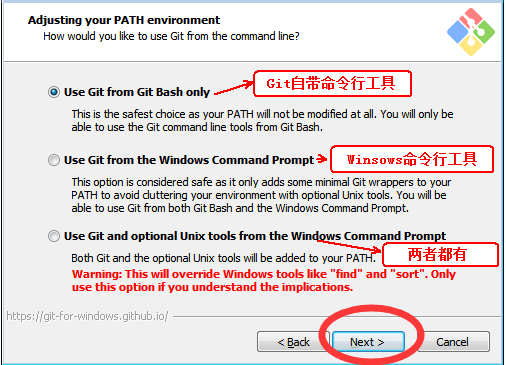 Adjusting your PATH environment
How would you like to use Git from the command line?
Use Git from Git Bash only
Git自带命令行工具
This is the safest choice as your PATH will not be modified at all. You will only
be able to use the Git command line tools from Git Bash.
Use Git from the Windows Command Prompt
Winsows命令行工具
This option is considered safe as it only adds some minimal Git wrappers to your
PATH to avoid cluttering your environment with optional Unix tools. You will be
able to use Git from both Git Bash and the Windows Command Prompt.
Use Git and optional Unix tools from the Windows Command Prompt
两者都有
Both Git and the optional Unix tools will be added to your PATH.
Warning: This will override Windows tools like "find" and "sort". Only
use this option if you understand the implications.
https://git-for-windows.github.io/
< Back
Next >
Cancel